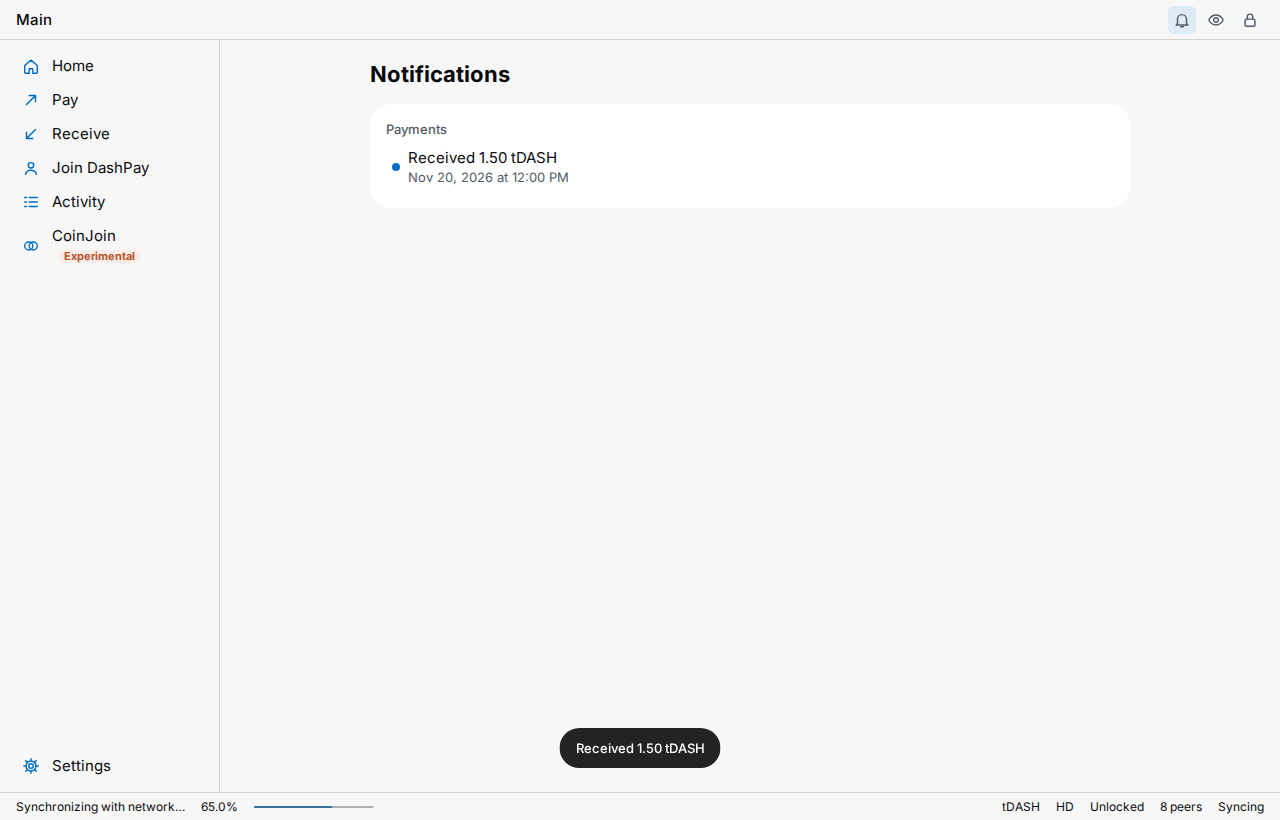 Main
Home
Pay
Receive
Join DashPay
Activity
CoinJoin
Experimental
Settings
Notifications
Payments
Received 1.50 tDASH
Nov 20, 2026 at 12:00 PM
Received 1.50 tDASH
Synchronizing with network... 65.0%
tDASH HD Unlocked 8 peers Syncing